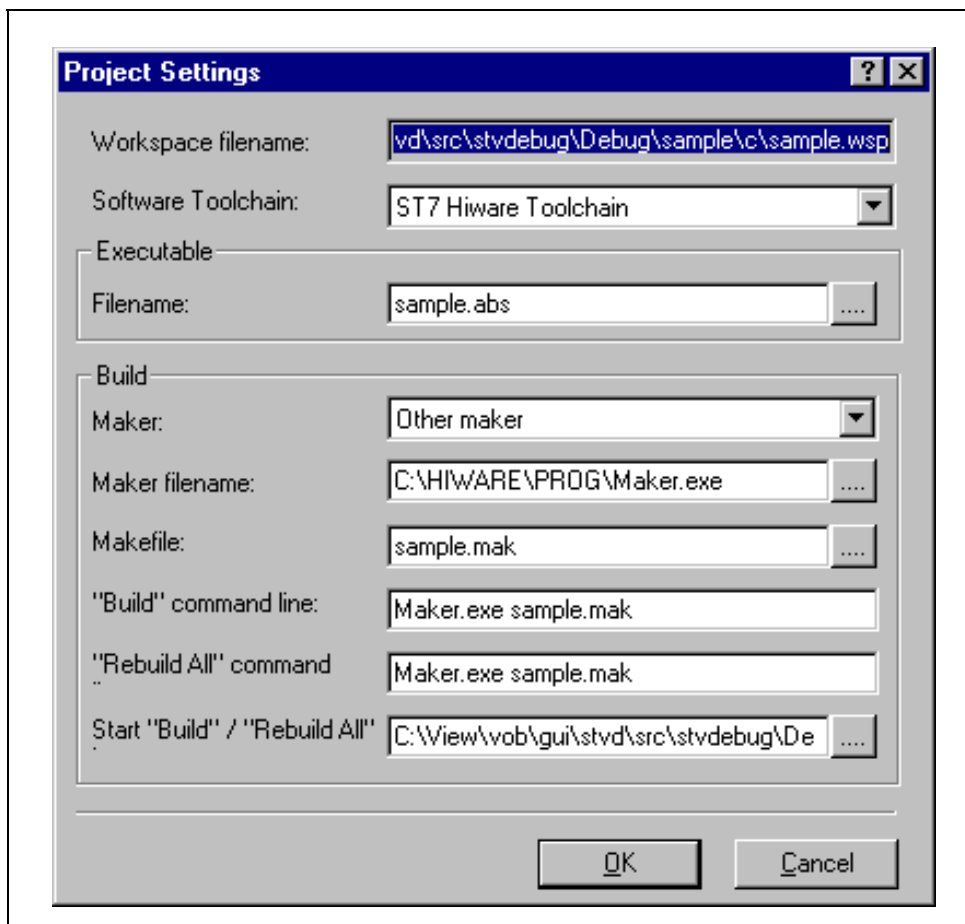 Project Settings
Workspace filename: vd\src\stvdebug\Debug\sample\c\sample.wsp
Software Toolchain: ST7 Hiware Toolchain
Executable
Filename: sample.abs ....
Build
Maker: Other maker
Maker filename: C:\HIWARE\PROG\Maker.exe ....
Makefile: sample.mak ....
"Build" command line: Maker.exe sample.mak
"Rebuild All" command Maker.exe sample.mak
Start "Build" / "Rebuild All" C:\View\vob\gui\stvd\src\stvdebug\De ....
OK Cancel